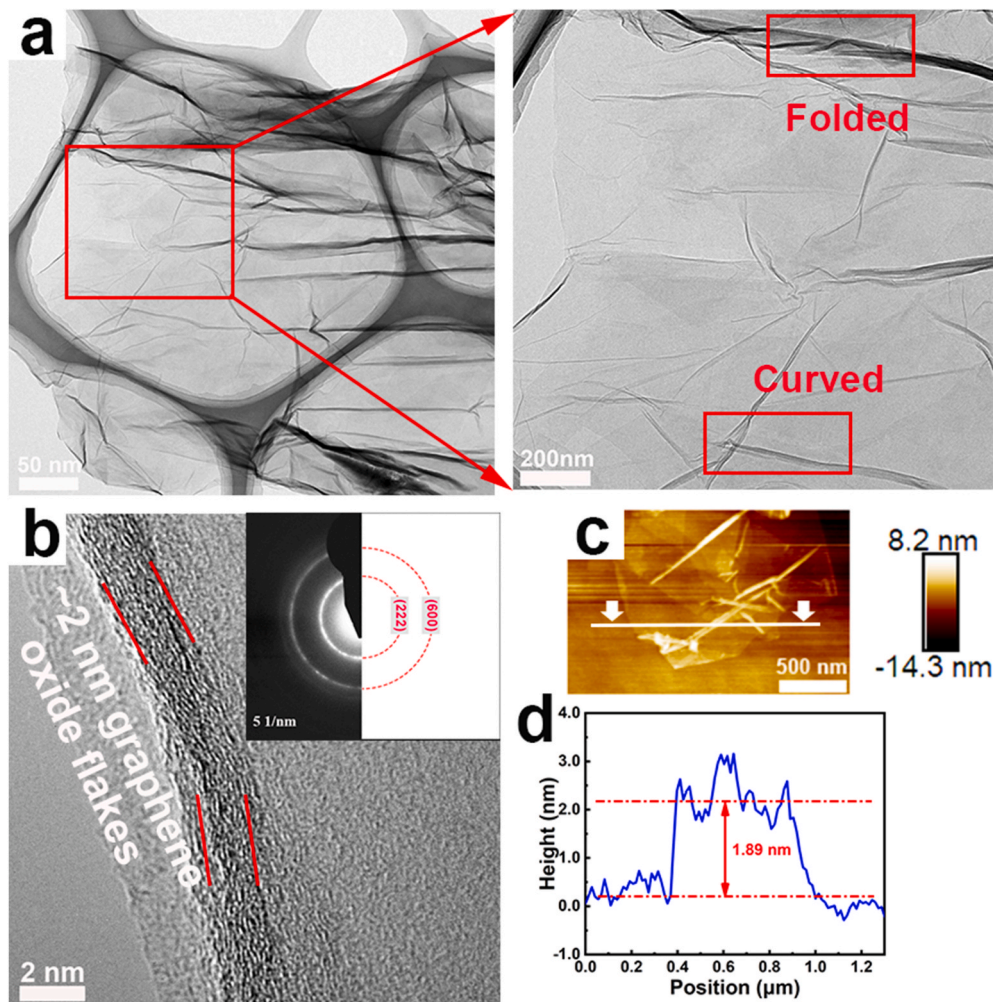 a
Folded
Curved
50 nm
200nm
b
~2 nm graphene
oxide flakes
(222)
(600)
5 1/nm
2 nm
c
500 nm
8.2 nm
-14.3 nm
d
4.0
3.0
2.0
1.0
0.0
-1.0
Height (nm)
1.89 nm
0.0 0.2 0.4 0.6 0.8 1.0 1.2
Position (μm)